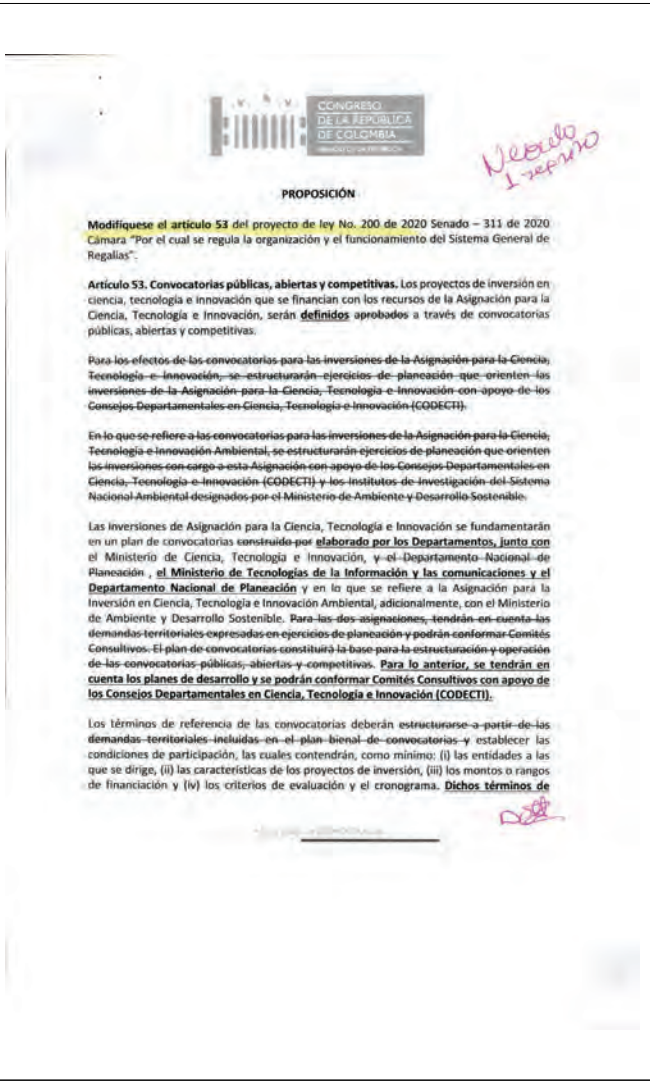 CONGRESO
DE LA REPÚBLICA
DE COLOMBIA
PROPOSICIÓN
Modifíquese el artículo 53 del proyecto de ley No. 200 de 2020 Senado – 311 de 2020
Cámara "Por el cual se regula la organización y el funcionamiento del Sistema General de
Regalías".
Artículo 53. Convocatorias públicas, abiertas y competitivas. Los proyectos de inversión en
ciencia, tecnología e innovación que se financian con los recursos de la Asignación para la
Ciencia, Tecnología e Innovación, serán definidos aprobados a través de convocatorias
públicas, abiertas y competitivas.
Para los efectos de las convocatorias para las inversiones de la Asignación para la Ciencia,
Tecnología e Innovación, se estructurarán ejercicios de planeación que orienten las
inversiones de la Asignación para la Ciencia, Tecnología e Innovación con apoyo de los
Consejos Departamentales en Ciencia, Tecnología e Innovación (CODECTI).
En lo que se refiere a las convocatorias para las inversiones de la Asignación para la Ciencia,
Tecnología e Innovación Ambiental, se estructurarán ejercicios de planeación que orienten
las inversiones con cargo a esta Asignación con apoyo de los Consejos Departamentales en
Ciencia, Tecnología e Innovación (CODECTI) y los Institutos de Investigación del Sistema
Nacional Ambiental designados por el Ministerio de Ambiente y Desarrollo Sostenible.
Las inversiones de Asignación para la Ciencia, Tecnología e Innovación se fundamentarán
en un plan de convocatorias construido por elaborado por los Departamentos, junto con
el Ministerio de Ciencia, Tecnología e Innovación, y el Departamento Nacional de
Planeación , el Ministerio de Tecnologías de la Información y las comunicaciones y el
Departamento Nacional de Planeación y en lo que se refiere a la Asignación para la
Inversión en Ciencia, Tecnología e Innovación Ambiental, adicionalmente, con el Ministerio
de Ambiente y Desarrollo Sostenible. Para las dos asignaciones, tendrán en cuenta las
demandas territoriales expresadas en ejercicios de planeación y podrán conformar Comités
Consultivos. El plan de convocatorias constituirá la base para la estructuración y operación
de las convocatorias públicas, abiertas y competitivas. Para lo anterior, se tendrán en
cuenta los planes de desarrollo y se podrán conformar Comités Consultivos con apoyo de
los Consejos Departamentales en Ciencia, Tecnología e Innovación (CODECTI).
Los términos de referencia de las convocatorias deberán estructurarse a partir de las
demandas territoriales incluidas en el plan bienal de convocatorias y establecer las
condiciones de participación, las cuales contendrán, como mínimo: (i) las entidades a las
que se dirige, (ii) las características de los proyectos de inversión, (iii) los montos o rangos
de financiación y (iv) los criterios de evaluación y el cronograma. Dichos términos de